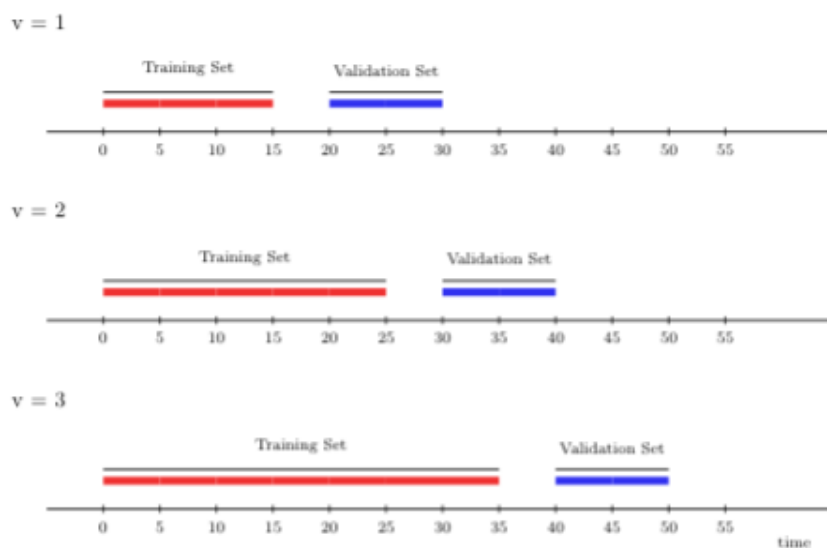 v = 1
Training Set
Validation Set
0 5 10 15 20 25 30 35 40 45 50 55
v = 2
Training Set
Validation Set
0 5 10 15 20 25 30 35 40 45 50 55
v = 3
Training Set
Validation Set
0 5 10 15 20 25 30 35 40 45 50 55
time